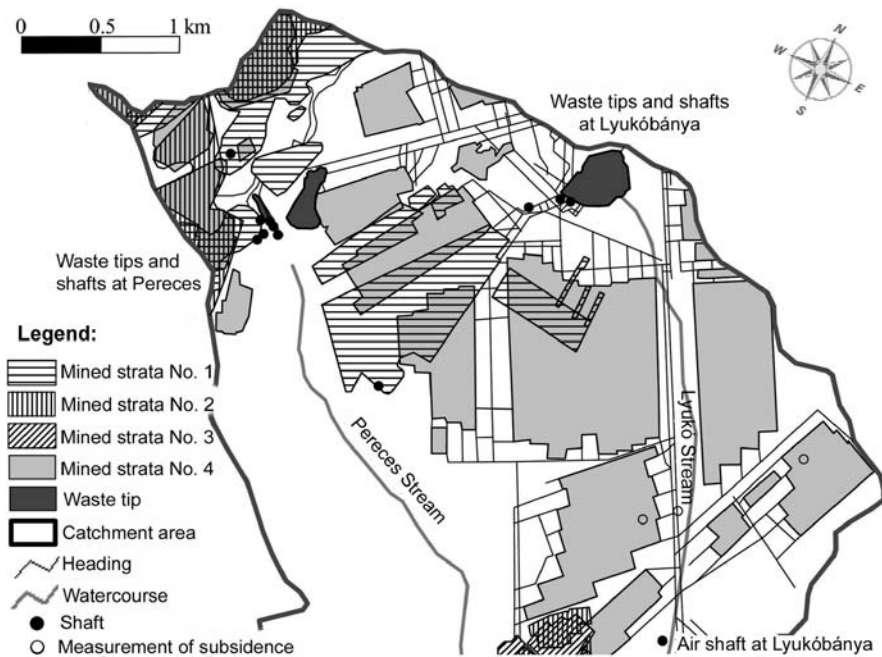 0 0.5 1 km
N
W
E
S
Waste tips and shafts
at Lyukóbánya
Waste tips and
shafts at Pereces
Legend:
Mined strata No. 1
Mined strata No. 2
Mined strata No. 3
Mined strata No. 4
Waste tip
Catchment area
Heading
Watercourse
Shaft
Measurement of subsidence
Pereces Stream
Lyukó Stream
Air shaft at Lyukóbánya